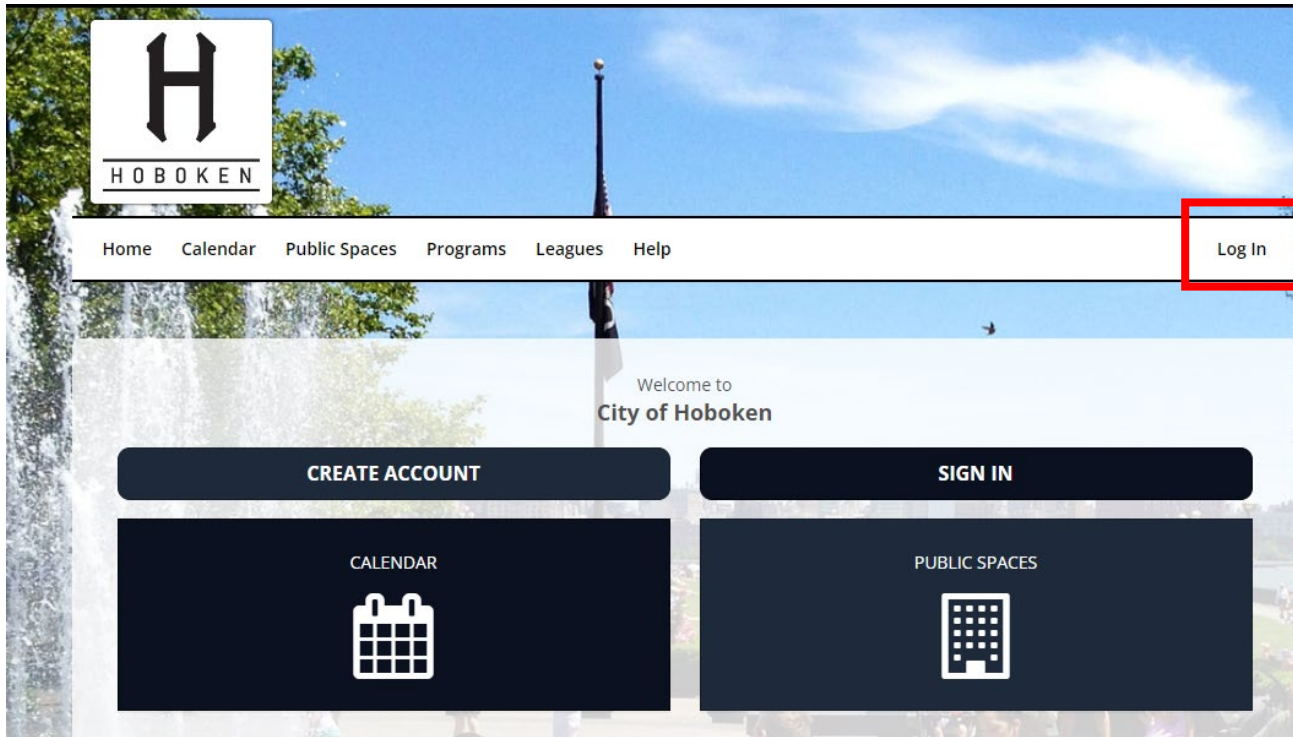 H
HOBOKEN
Home Calendar Public Spaces Programs Leagues Help Log In
Welcome to
City of Hoboken
CREATE ACCOUNT SIGN IN
CALENDAR PUBLIC SPACES